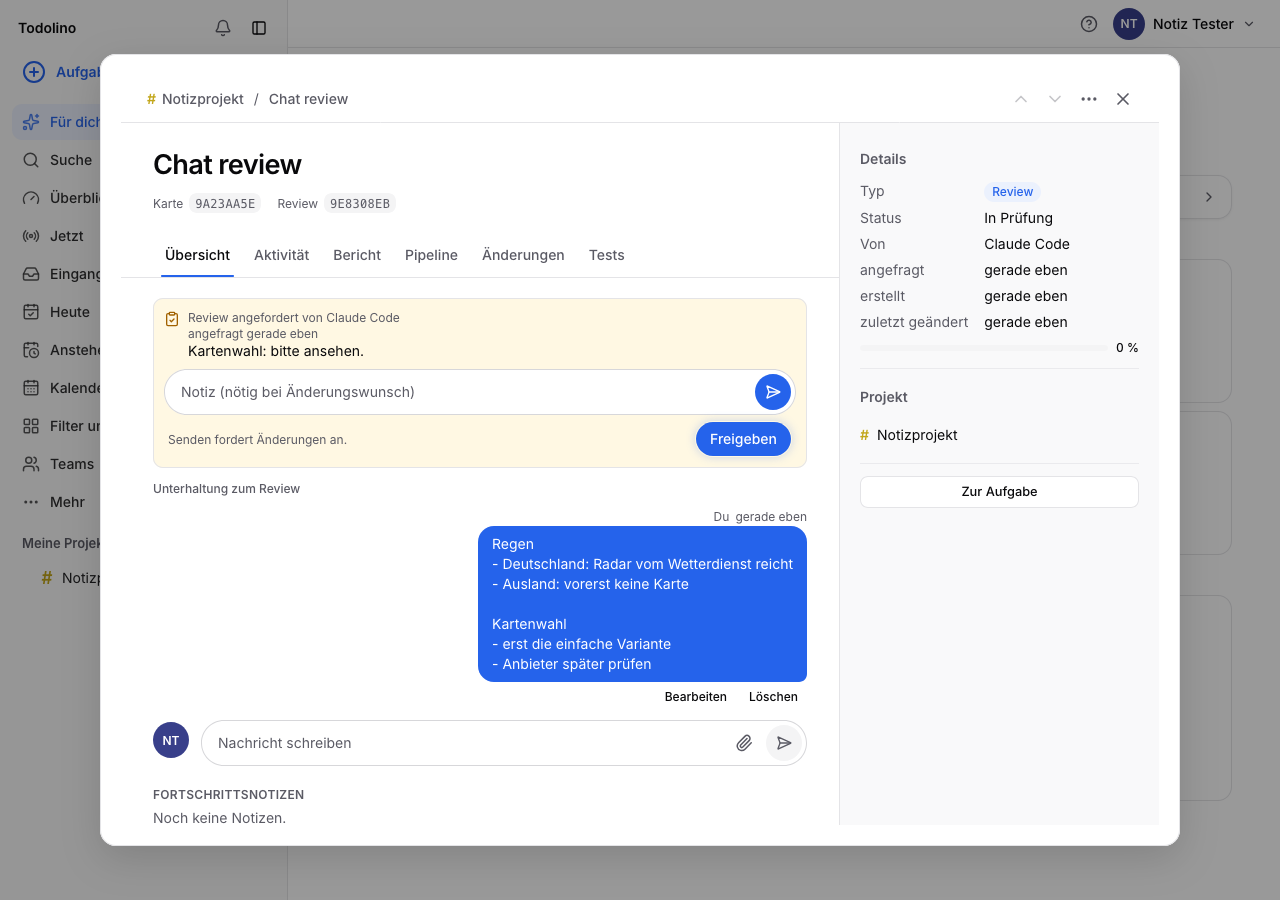 Todolino
NT Notiz Tester
Aufgab
Für dich
Suche
Überbli
Jetzt
Eingang
Heute
Anstehe
Kalende
Filter un
Teams
Mehr
Meine Projek
# Notizp
# Notizprojekt / Chat review
Chat review
Karte 9A23AA5E Review 9E8308EB
Übersicht Aktivität Bericht Pipeline Änderungen Tests
Review angefordert von Claude Code
angefragt gerade eben
Kartenwahl: bitte ansehen.
Notiz (nötig bei Änderungswunsch)
Senden fordert Änderungen an.
Freigeben
Unterhaltung zum Review
Du gerade eben
Regen
- Deutschland: Radar vom Wetterdienst reicht
- Ausland: vorerst keine Karte
Kartenwahl
- erst die einfache Variante
- Anbieter später prüfen
Bearbeiten Löschen
NT Nachricht schreiben
FORTSCHRITTSNOTIZEN
Noch keine Notizen.
Details
Typ Review
Status In Prüfung
Von Claude Code
angefragt gerade eben
erstellt gerade eben
zuletzt geändert gerade eben
0 %
Projekt
# Notizprojekt
Zur Aufgabe